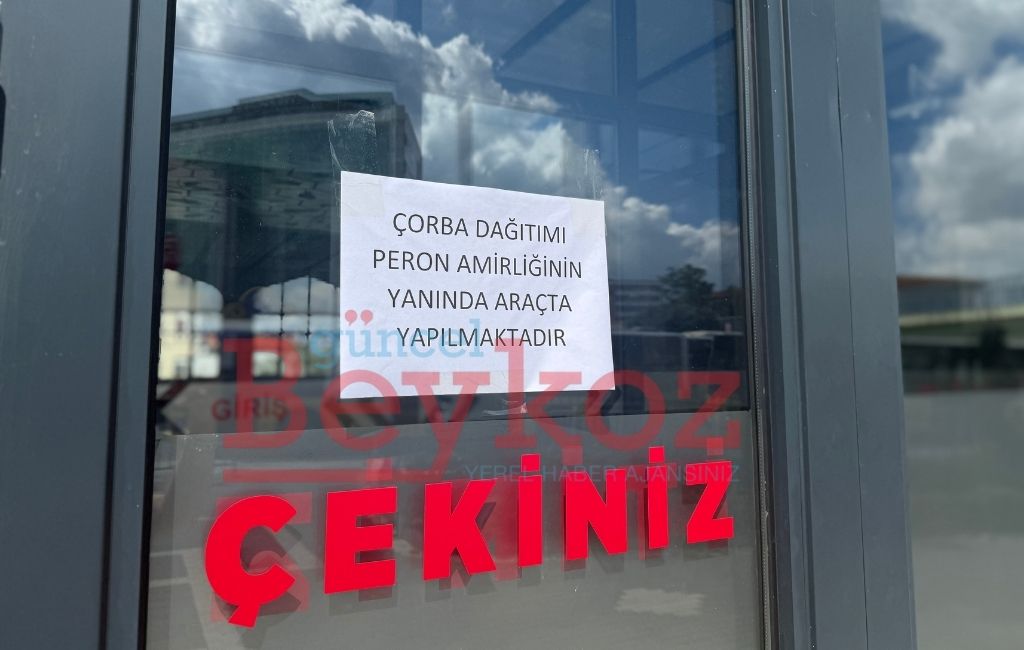 ÇORBA DAĞITIMI
PERON AMİRLİĞİNİN
YANINDA ARAÇTA
YAPILMAKTADIR
güncel
Beykoz
GİRİŞ
YEREL HABER AJANSINIZ
ÇEKİNİZ